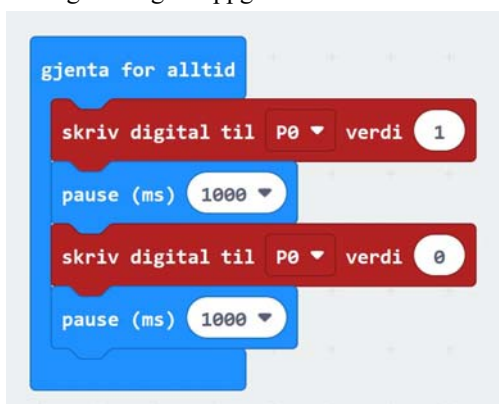 gjenta for alltid
skriv digital til P0 verdi 1
pause (ms) 1000
skriv digital til P0 verdi 0
pause (ms) 1000